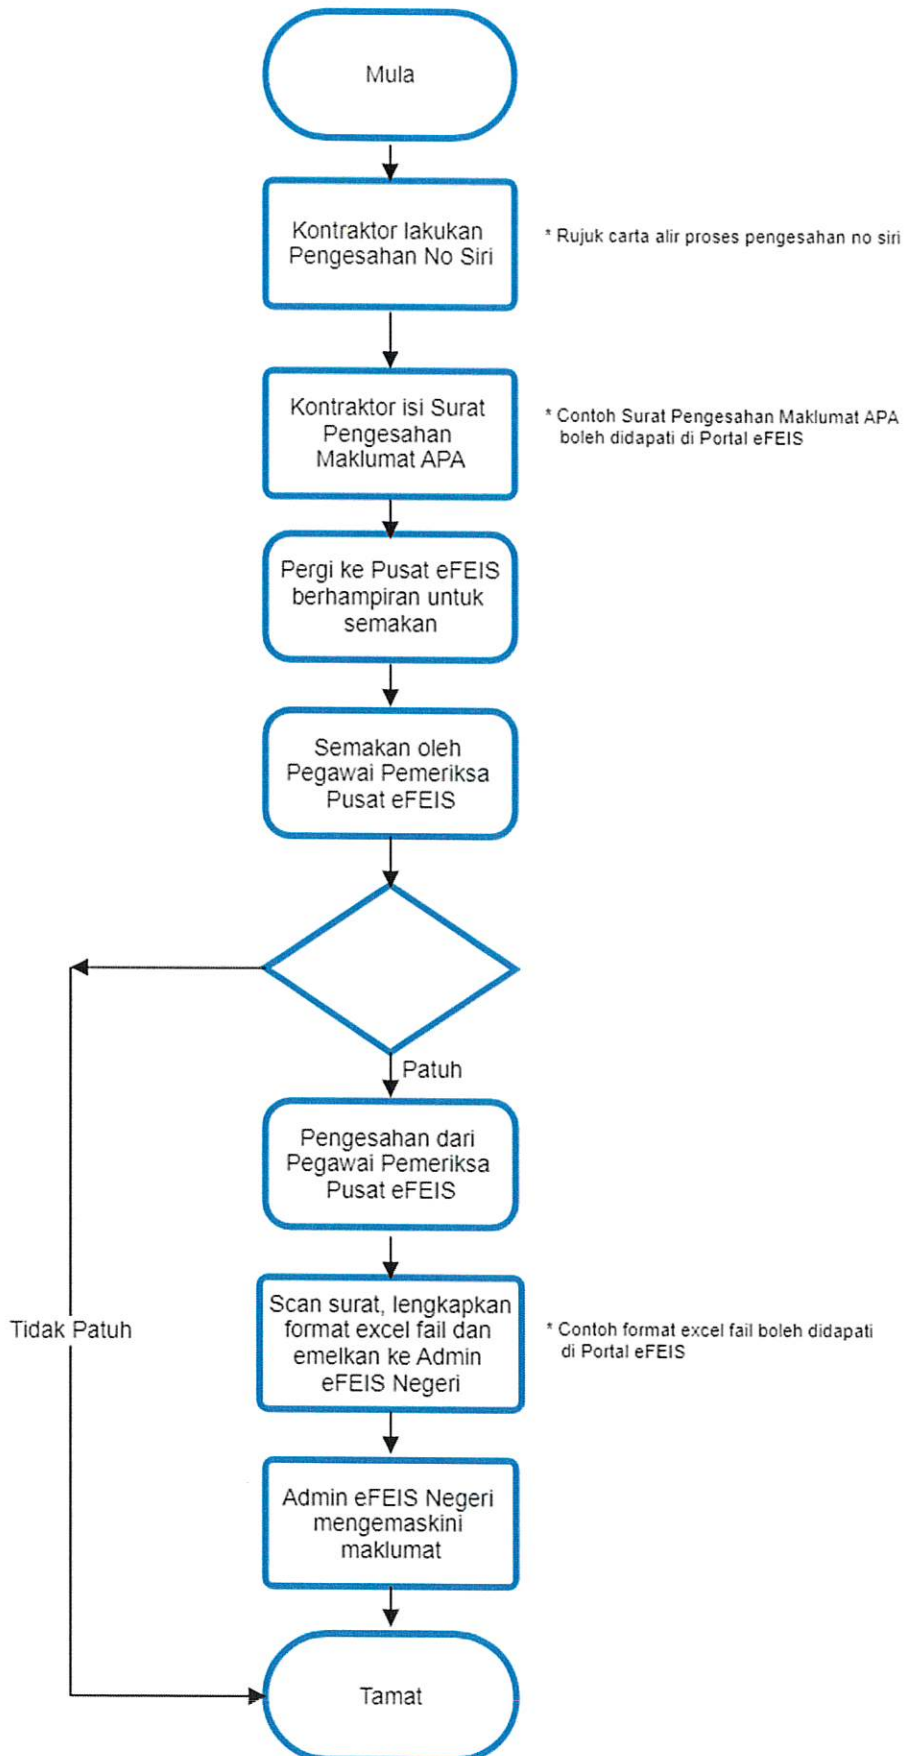 Mula
Kontraktor lakukan
Pengesahan No Siri
* Rujuk carta alir proses pengesahan no siri
Kontraktor isi Surat
Pengesahan
Maklumat APA
* Contoh Surat Pengesahan Maklumat APA
boleh didapati di Portal eFEIS
Pergi ke Pusat eFEIS
berhampiran untuk
semakan
Semakan oleh
Pegawai Pemeriksa
Pusat eFEIS
Patuh
Pengesahan dari
Pegawai Pemeriksa
Pusat eFEIS
Tidak Patuh
Scan surat, lengkapkan
format excel fail dan
emelkan ke Admin
eFEIS Negeri
* Contoh format excel fail boleh didapati
di Portal eFEIS
Admin eFEIS Negeri
mengemaskini
maklumat
Tamat